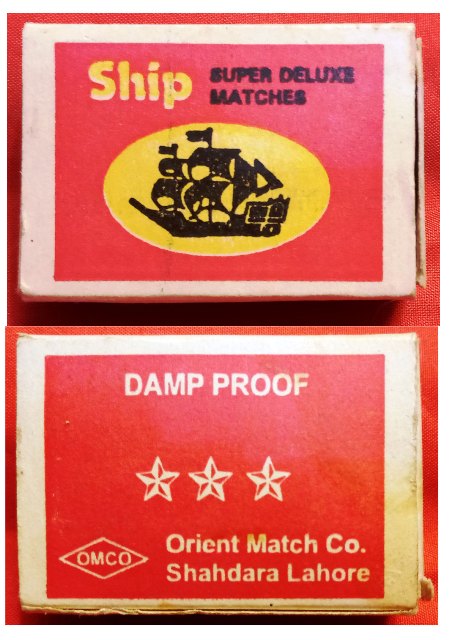 Ship
SUPER DELUXE
MATCHES
DAMP PROOF
OMCO
Orient Match Co.
Shahdara Lahore